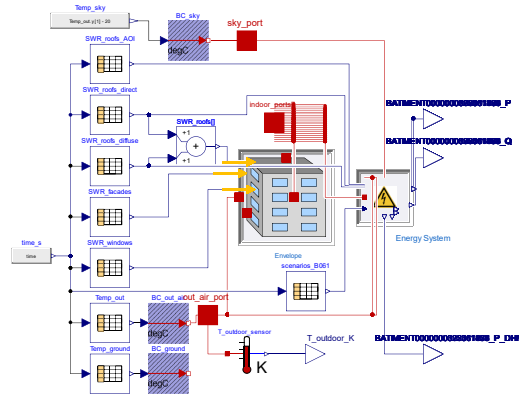 Temp_sky
Temp_out.y[1] - 20
BC_sky
degC
sky_port
SWR_roofs_AOI
SWR_roofs_direct
indoor_ports
SWR_roofs[]
+1
+
+1
SWR_roofs_diffuse
SWR_facades
Energy System
time_s
time
SWR_windows
Envelope
scenarios_B061
Temp_out
BC_out_air
out_air_port
degC
T_outdoor_sensor
T_outdoor_K
K
Temp_ground
BC_ground
degC